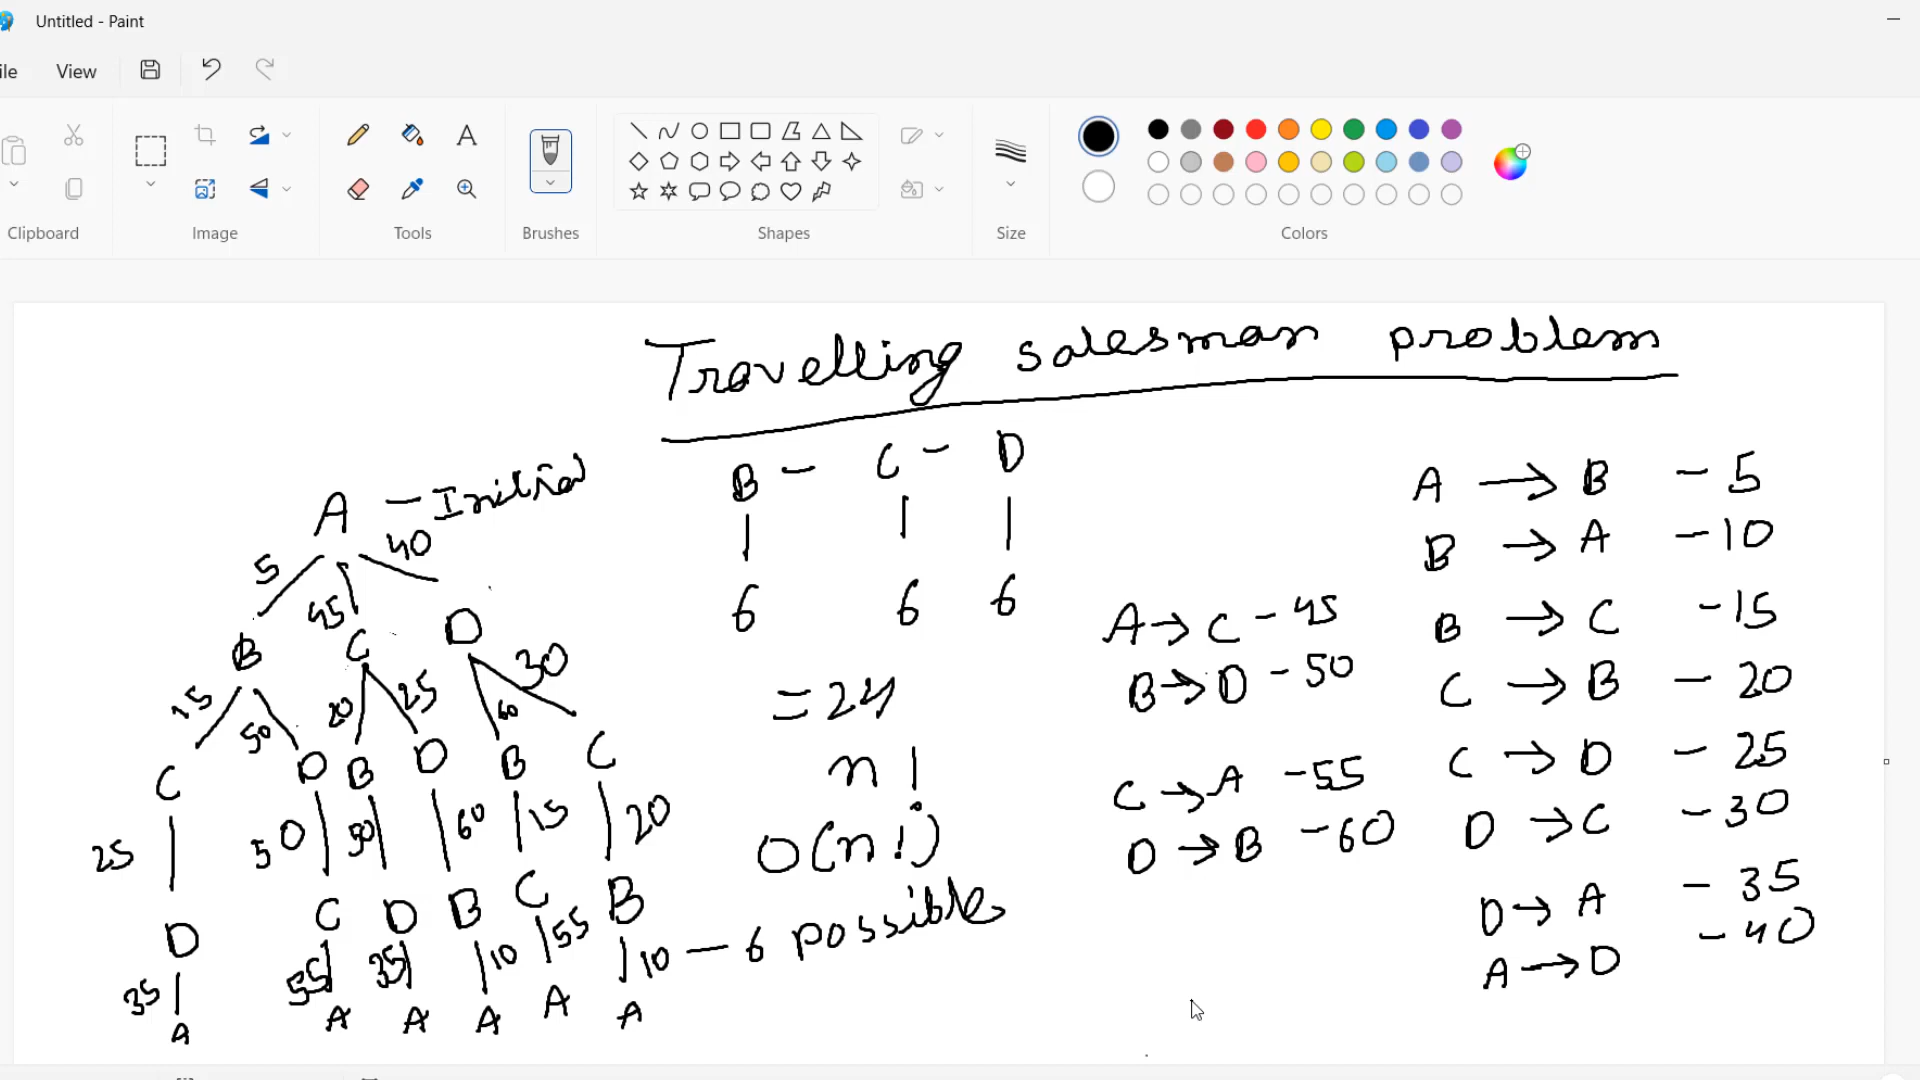 Untitled - Paint
ile View
Clipboard
Image
Tools
Brushes
Shapes
Size
Colors
Travelling salesman problem
A - Initial
5 45 40
B C D
15 50 20 25 60 30
C D B D B C
25 50 50 60 15 20
D C D B C B
35 55 35 10 55 10 - 6 possible
A A A A A A
B - C - D
6 6 6
= 24
n!
O(n!)
A → C - 45
B → D - 50
C → A - 55
D → B - 60
A → B - 5
B → A - 10
B → C - 15
C → B - 20
C → D - 25
D → C - 30
D → A - 35
A → D - 40